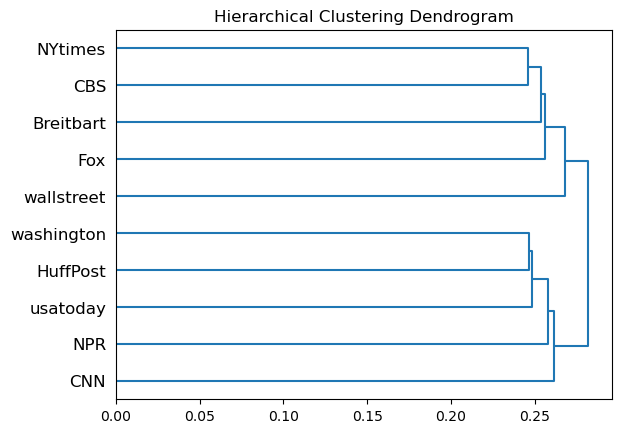 Hierarchical Clustering Dendrogram
NYtimes
CBS
Breitbart
Fox
wallstreet
washington
HuffPost
usatoday
NPR
CNN
0.00 0.05 0.10 0.15 0.20 0.25